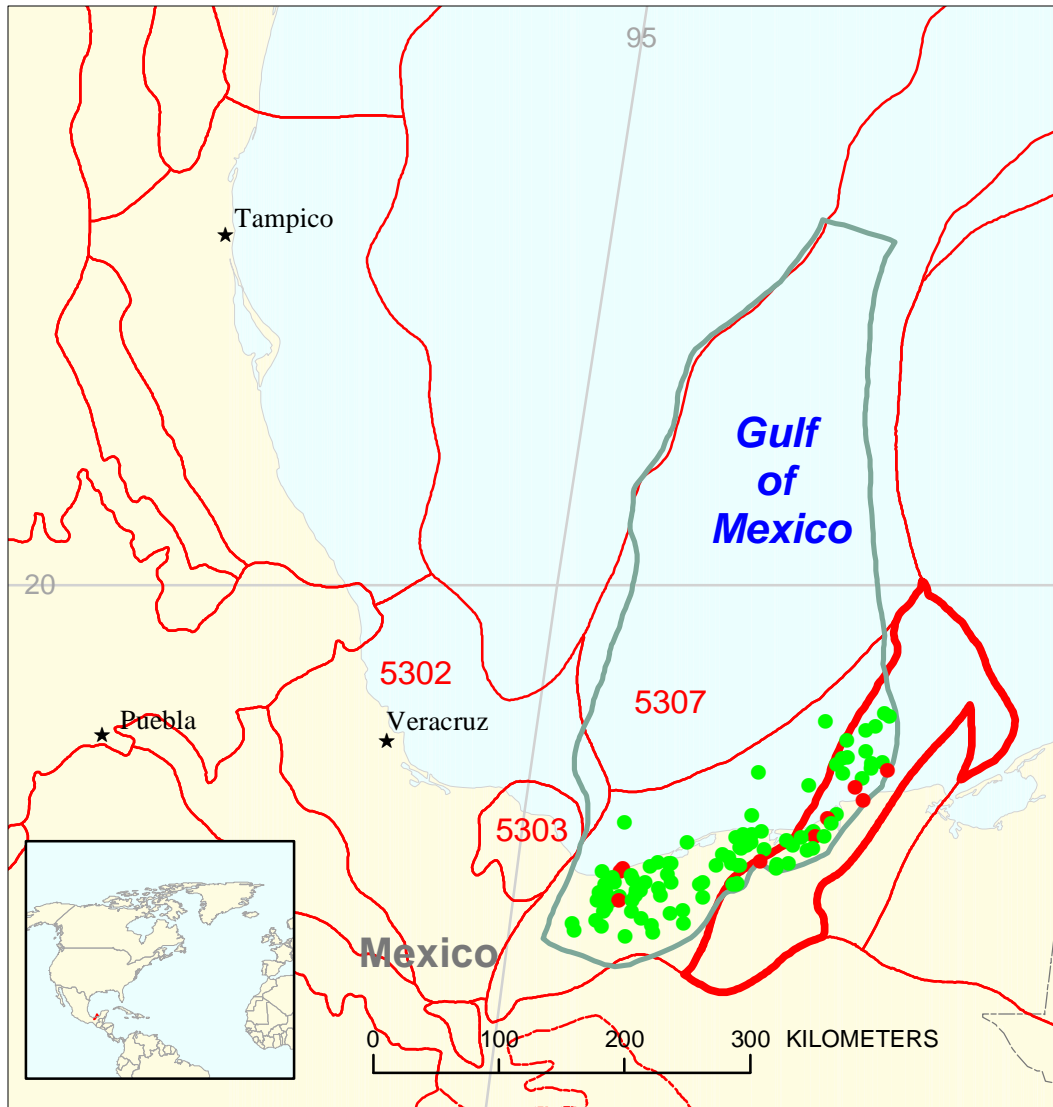 95
Tampico
Gulf
of
Mexico
20
5302
5307
Puebla
Veracruz
5303
Mexico
0 100 200 300 KILOMETERS